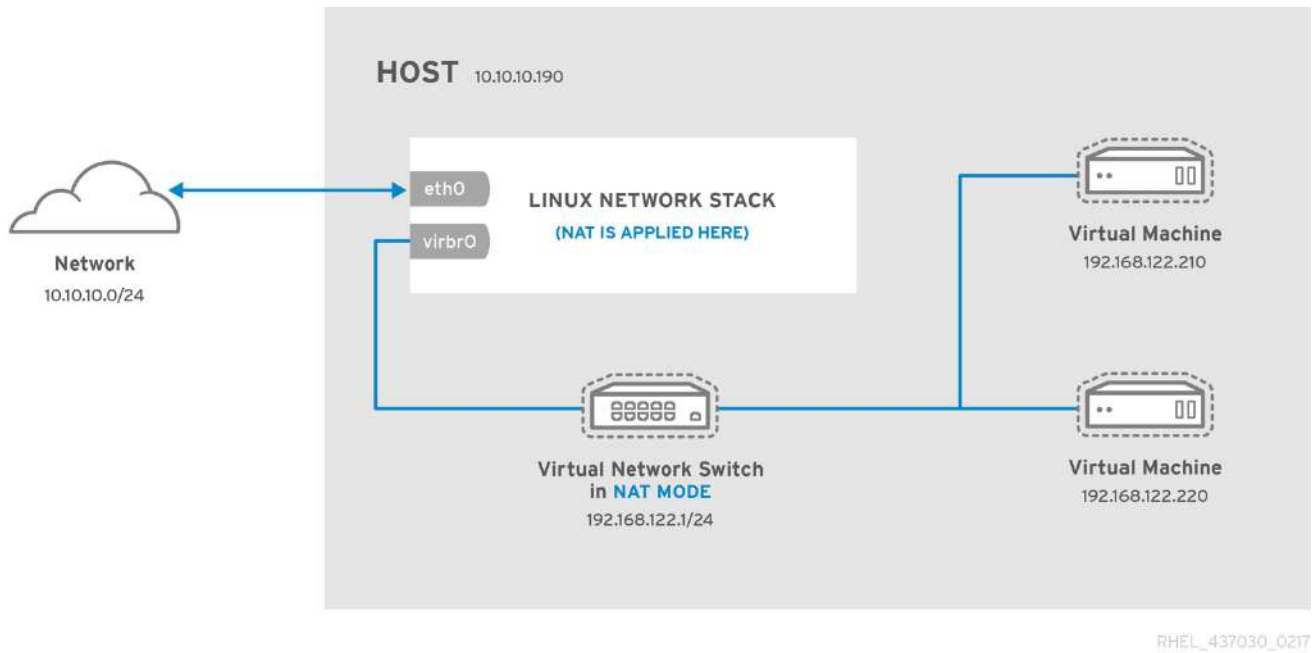 HOST 10.10.10.190
eth0
LINUX NETWORK STACK
(NAT IS APPLIED HERE)
virbr0
Network
10.10.10.0/24
Virtual Machine
192.168.122.210
Virtual Network Switch
in NAT MODE
192.168.122.1/24
Virtual Machine
192.168.122.220
RHEL_437030_0217